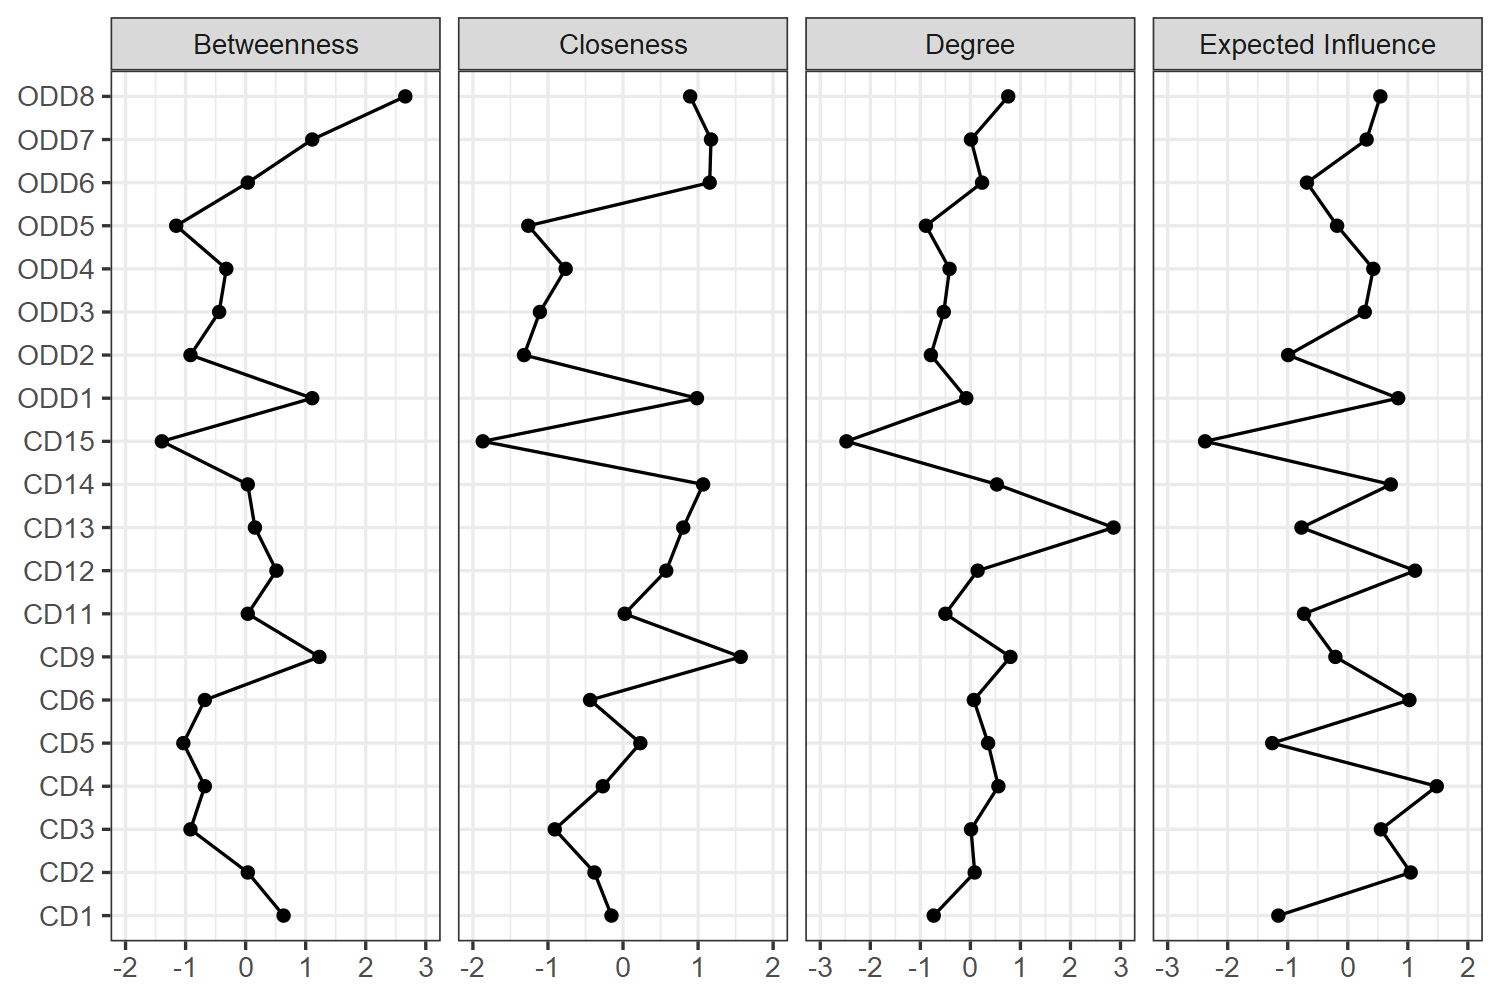 Betweenness Closeness Degree Expected Influence
ODD8
ODD7
ODD6
ODD5
ODD4
ODD3
ODD2
ODD1
CD15
CD14
CD13
CD12
CD11
CD9
CD6
CD5
CD4
CD3
CD2
CD1
-2 -1 0 1 2 3 -2 -1 0 1 2 -3 -2 -1 0 1 2 3 -3 -2 -1 0 1 2